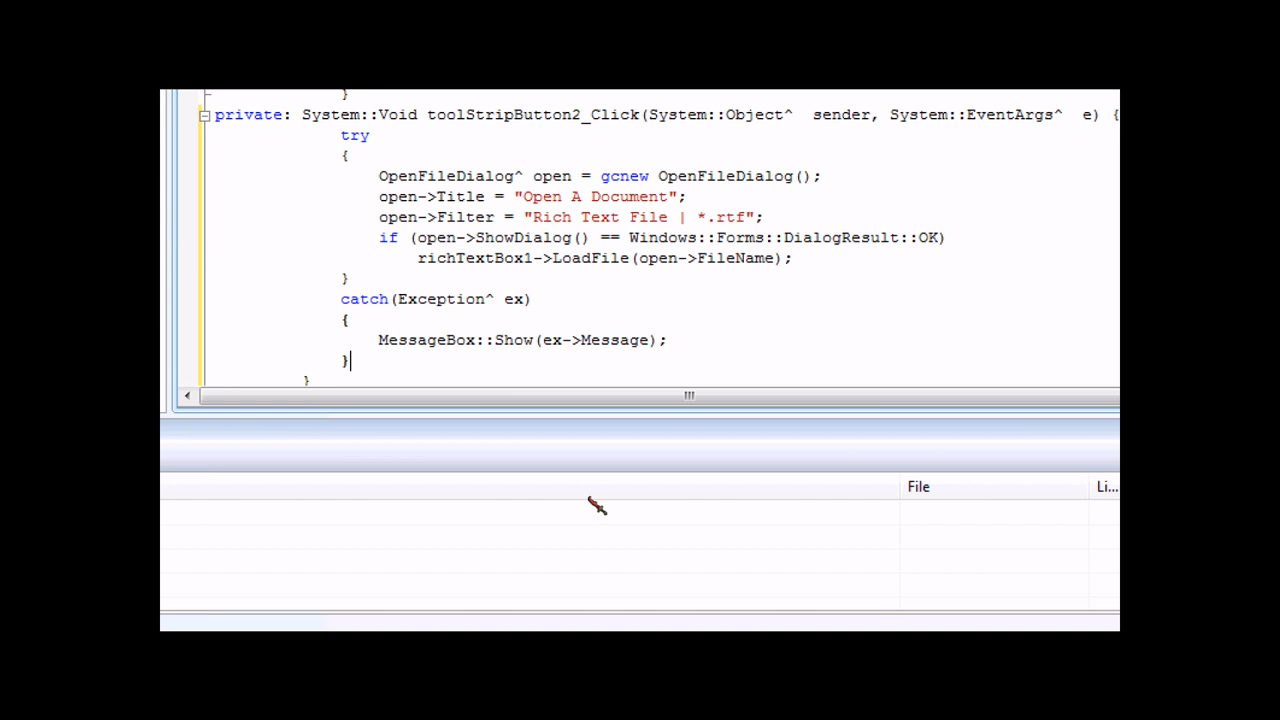 }
private: System::Void toolStripButton2_Click(System::Object^  sender, System::EventArgs^  e) {
try
{
OpenFileDialog^ open = gcnew OpenFileDialog();
open->Title = "Open A Document";
open->Filter = "Rich Text File | *.rtf";
if (open->ShowDialog() == Windows::Forms::DialogResult::OK)
richTextBox1->LoadFile(open->FileName);
}
catch(Exception^ ex)
{
MessageBox::Show(ex->Message);
}
}
File Li...